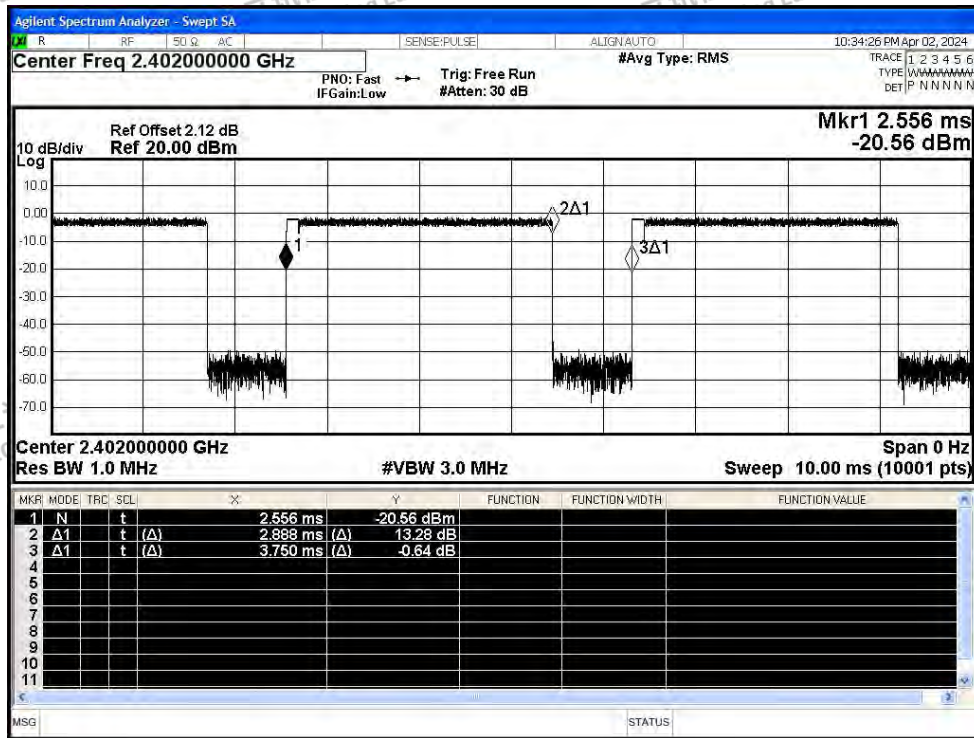 Agilent Spectrum Analyzer - Swept SA
LXI R RF 50 Ω AC SENSE:PULSE ALIGN AUTO 10:34:26 PM Apr 02, 2024
Center Freq 2.402000000 GHz #Avg Type: RMS TRACE 1 2 3 4 5 6
PNO: Fast Trig: Free Run TYPE WWWWWW
IFGain:Low #Atten: 30 dB DET P N N N N N
Mkr1 2.556 ms
-20.56 dBm
Ref Offset 2.12 dB
10 dB/div Ref 20.00 dBm
Log
10.0
0.00
-10.0
-20.0
-30.0
-40.0
-50.0
-60.0
-70.0
1
2Δ1
3Δ1
Center 2.402000000 GHz Span 0 Hz
Res BW 1.0 MHz #VBW 3.0 MHz Sweep 10.00 ms (10001 pts)
MKR MODE TRC SCL X Y FUNCTION FUNCTION WIDTH FUNCTION VALUE
1 N t 2.556 ms -20.56 dBm
2 Δ1 t (Δ) 2.888 ms (Δ) 13.28 dB
3 Δ1 t (Δ) 3.750 ms (Δ) -0.64 dB
4
5
6
7
8
9
10
11
MSG STATUS